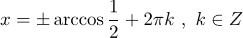 x = ± arccos 1/2 + 2πk , k ∈ Z